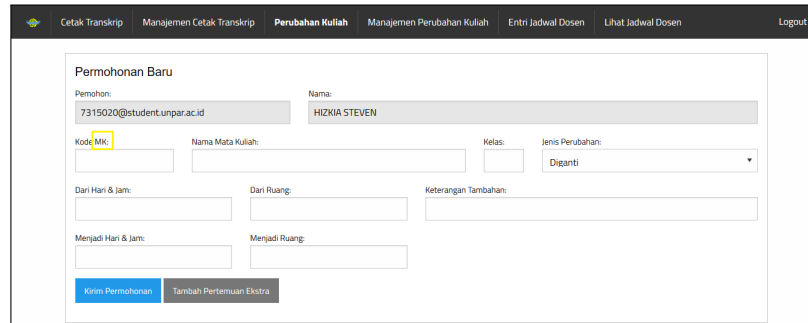 Cetak Transkrip Manajemen Cetak Transkrip Perubahan Kuliah Manajemen Perubahan Kuliah Entri Jadwal Dosen Lihat Jadwal Dosen Logout
Permohonan Baru
Pemohon: Nama:
7315020@student.unpar.ac.id HIZKIA STEVEN
Kode MK: Nama Mata Kuliah: Kelas: Jenis Perubahan:
Diganti
Dari Hari & Jam: Dari Ruang: Keterangan Tambahan:
Menjadi Hari & Jam: Menjadi Ruang:
Kirim Permohonan Tambah Pertemuan Ekstra